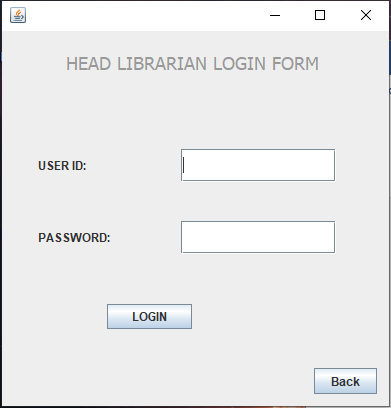 HEAD LIBRARIAN LOGIN FORM
USER ID:
PASSWORD:
LOGIN
Back